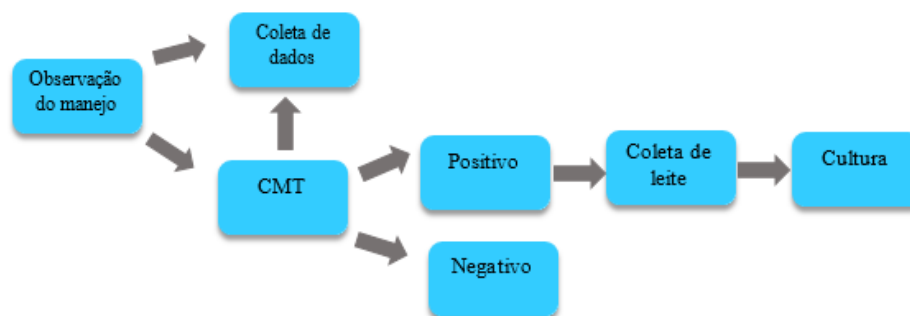 Observação
do manejo
Coleta de
dados
CMT
Positivo
Negativo
Coleta de
leite
Cultura